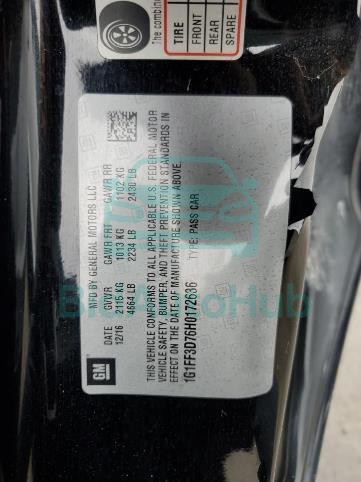 The combine
TIRE
FRONT
REAR
SPARE
GM
MFD BY GENERAL MOTORS LLC
DATE GVWR GAWR FRT GAWR RR
12/16 2115 KG 1013 KG 1102 KG
4664 LB 2234 LB 2430 LB
THIS VEHICLE CONFORMS TO ALL APPLICABLE U.S. FEDERAL MOTOR
VEHICLE SAFETY, BUMPER, AND THEFT PREVENTION STANDARDS IN
EFFECT ON THE DATE OF MANUFACTURE SHOWN ABOVE.
1G1FF3D76H0172636 TYPE: PASS CAR